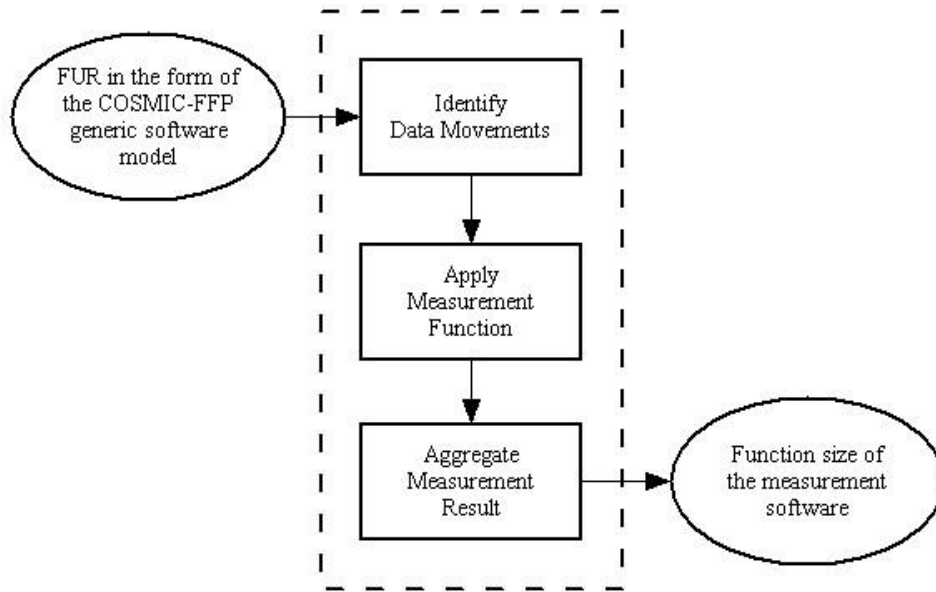 FUR in the form of
the COSMIC-FFP
generic software
model
Identify
Data Movements
Apply
Measurement
Function
Aggregate
Measurement
Result
Function size of
the measurement
software